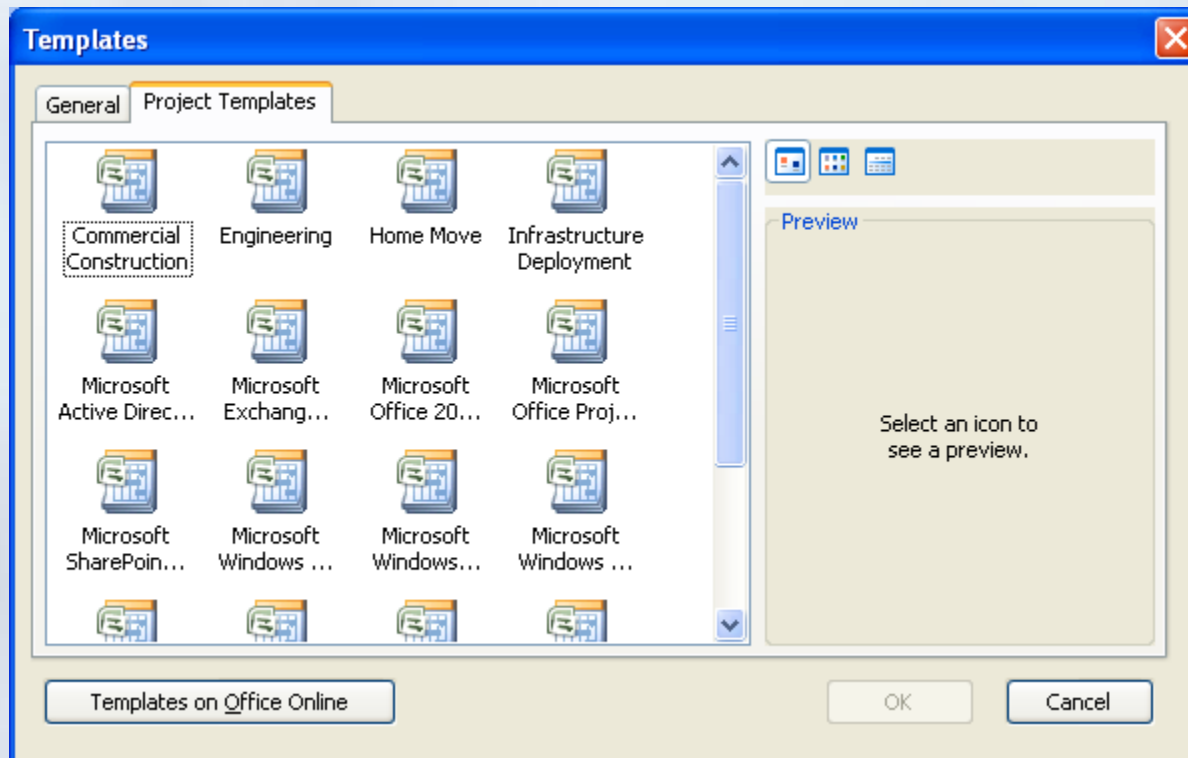 Templates
General
Project Templates
Commercial
Construction
Engineering
Home Move
Infrastructure
Deployment
Microsoft
Active Direc...
Microsoft
Exchang...
Microsoft
Office 20...
Microsoft
Office Proj...
Microsoft
SharePoin...
Microsoft
Windows ...
Microsoft
Windows...
Microsoft
Windows ...
Preview
Select an icon to
see a preview.
Templates on Office Online
OK
Cancel